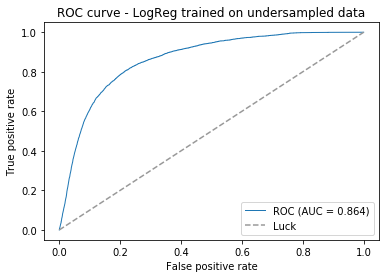 ROC curve - LogReg trained on undersampled data
True positive rate
1.0
0.8
0.6
0.4
0.2
0.0
ROC (AUC = 0.864)
Luck
0.0 0.2 0.4 0.6 0.8 1.0
False positive rate